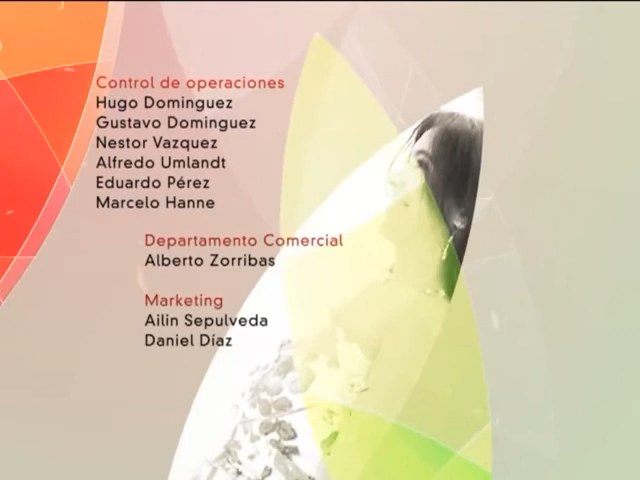 Control de operaciones
Hugo Dominguez
Gustavo Dominguez
Nestor Vazquez
Alfredo Umlandt
Eduardo Pérez
Marcelo Hanne
Departamento Comercial
Alberto Zorribas
Marketing
Ailin Sepulveda
Daniel Díaz